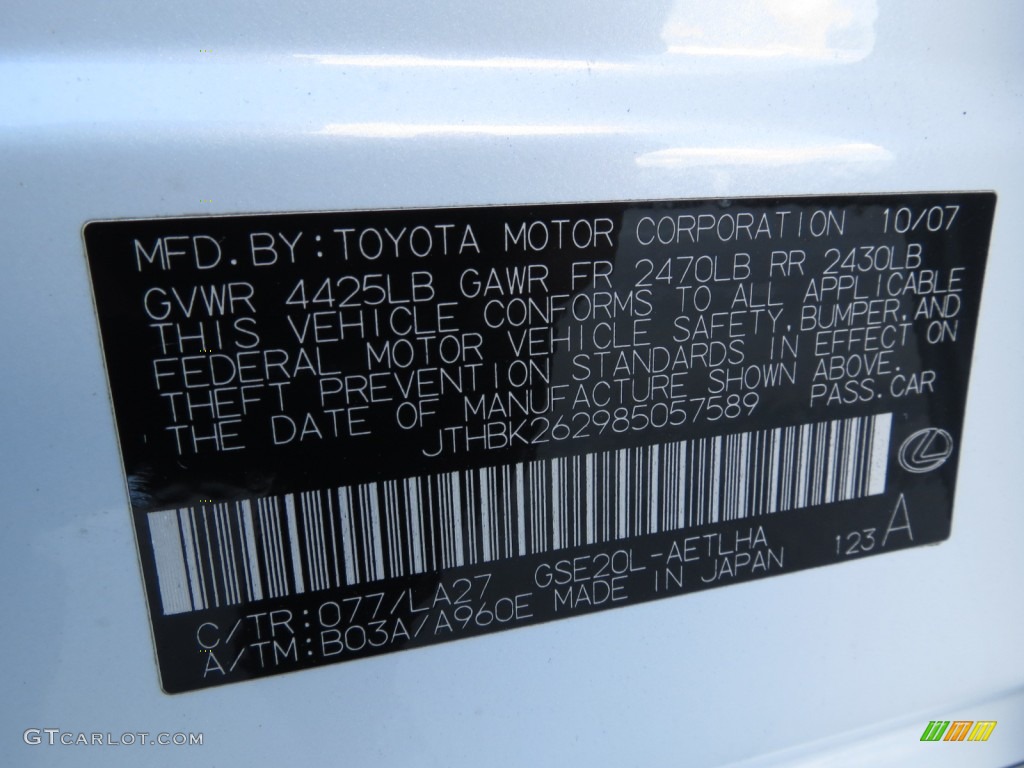 MFD. BY: TOYOTA MOTOR CORPORATION 10/07
GVWR 4425LB GAWR FR 2470LB RR 2430LB
THIS VEHICLE CONFORMS TO ALL APPLICABLE
FEDERAL MOTOR VEHICLE SAFETY, BUMPER, AND
THEFT PREVENTION STANDARDS IN EFFECT ON
THE DATE OF MANUFACTURE SHOWN ABOVE.
JTHBK262985057589 PASS. CAR
C/TR: 077/LA27 GSE20L-AETLHA 123 A
A/TM: B03A/A960E MADE IN JAPAN
GTCARLOT.COM